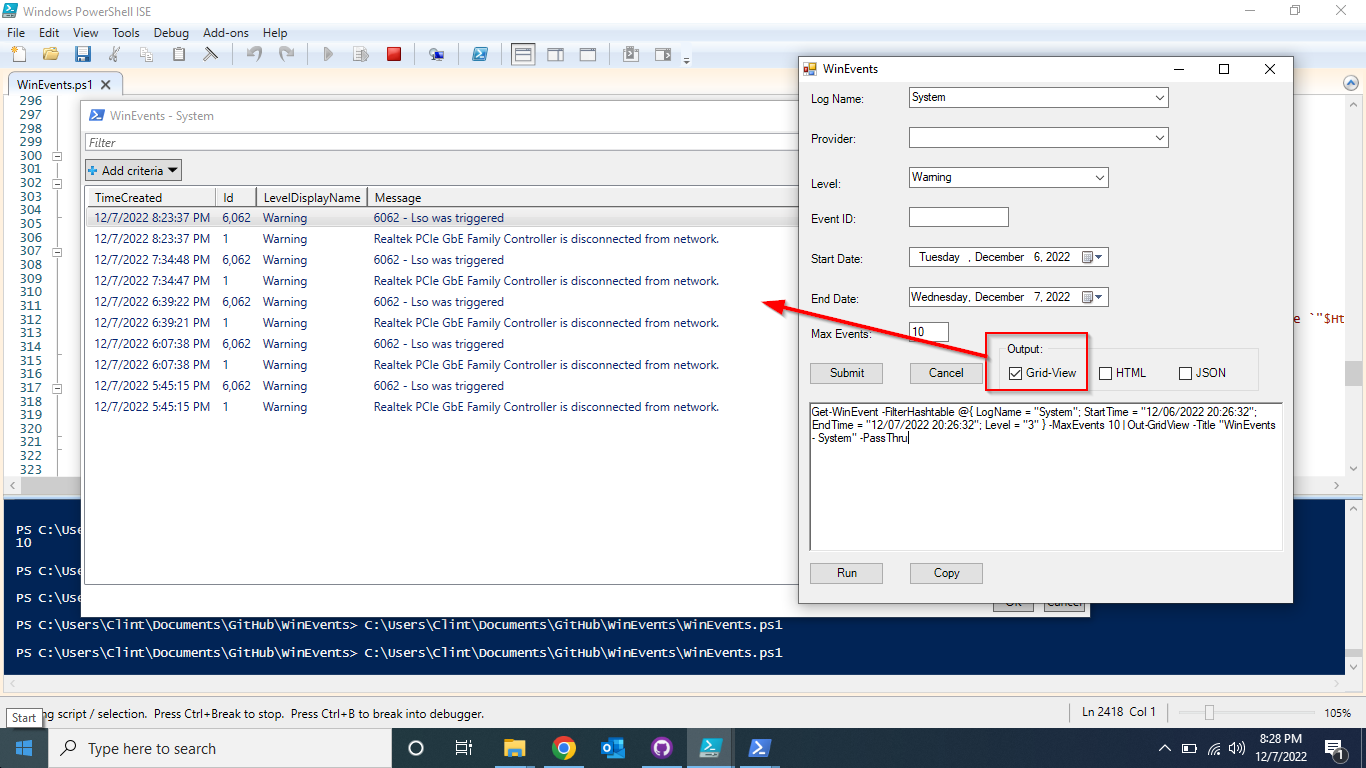 Windows PowerShell ISE
File Edit View Tools Debug Add-ons Help
WinEvents.ps1
296
297
298
299
300
301
302
303
304
305
306
307
308
309
310
311
312
313
314
315
316
317
318
319
320
321
322
323
e `"$Ht
WinEvents - System
Filter
Add criteria
TimeCreated Id LevelDisplayName Message
12/7/2022 8:23:37 PM 6,062 Warning 6062 - Lso was triggered
12/7/2022 8:23:37 PM 1 Warning Realtek PCIe GbE Family Controller is disconnected from network.
12/7/2022 7:34:48 PM 6,062 Warning 6062 - Lso was triggered
12/7/2022 7:34:47 PM 1 Warning Realtek PCIe GbE Family Controller is disconnected from network.
12/7/2022 6:39:22 PM 6,062 Warning 6062 - Lso was triggered
12/7/2022 6:39:21 PM 1 Warning Realtek PCIe GbE Family Controller is disconnected from network.
12/7/2022 6:07:38 PM 6,062 Warning 6062 - Lso was triggered
12/7/2022 6:07:38 PM 1 Warning Realtek PCIe GbE Family Controller is disconnected from network.
12/7/2022 5:45:15 PM 6,062 Warning 6062 - Lso was triggered
12/7/2022 5:45:15 PM 1 Warning Realtek PCIe GbE Family Controller is disconnected from network.
WinEvents
Log Name: System
Provider:
Level: Warning
Event ID:
Start Date: Tuesday , December 6, 2022
End Date: Wednesday, December 7, 2022
Max Events: 10
Output:
Submit Cancel Grid-View HTML JSON
Get-WinEvent -FilterHashtable @{ LogName = "System"; StartTime = "12/06/2022 20:26:32";
EndTime = "12/07/2022 20:26:32"; Level = "3" } -MaxEvents 10 | Out-GridView -Title "WinEvents
- System" -PassThru
Run Copy
OK Cancel
PS C:\Use
10
PS C:\Use
PS C:\Use
PS C:\Users\Clint\Documents\GitHub\WinEvents> C:\Users\Clint\Documents\GitHub\WinEvents\WinEvents.ps1
PS C:\Users\Clint\Documents\GitHub\WinEvents> C:\Users\Clint\Documents\GitHub\WinEvents\WinEvents.ps1
Start
ng script / selection. Press Ctrl+Break to stop. Press Ctrl+B to break into debugger.
Ln 2418 Col 1 105%
Type here to search
8:28 PM
12/7/2022
1